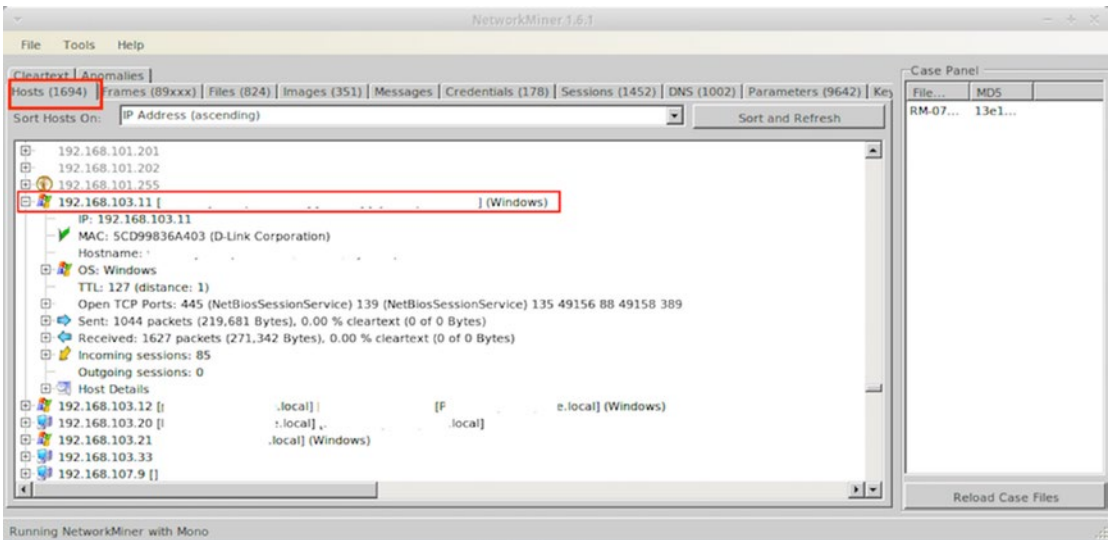 NetworkMiner 1.6.1
File Tools Help
Cleartext Anomalies
Hosts (1694) Frames (89xxx) Files (824) Images (351) Messages Credentials (178) Sessions (1452) DNS (1002) Parameters (9642) Key
Sort Hosts On: IP Address (ascending) Sort and Refresh
192.168.101.201
192.168.101.202
192.168.101.255
192.168.103.11 [ ] (Windows)
IP: 192.168.103.11
MAC: 5CD99836A403 (D-Link Corporation)
Hostname:
OS: Windows
TTL: 127 (distance: 1)
Open TCP Ports: 445 (NetBiosSessionService) 139 (NetBiosSessionService) 135 49156 88 49158 389
Sent: 1044 packets (219,681 Bytes), 0.00 % cleartext (0 of 0 Bytes)
Received: 1627 packets (271,342 Bytes), 0.00 % cleartext (0 of 0 Bytes)
Incoming sessions: 85
Outgoing sessions: 0
Host Details
192.168.103.12 [ .local] [ e.local] (Windows)
192.168.103.20 [ .local] .local]
192.168.103.21 .local] (Windows)
192.168.103.33
192.168.107.9 []
Running NetworkMiner with Mono
Case Panel
File... MD5
RM-07... 13e1...
Reload Case Files